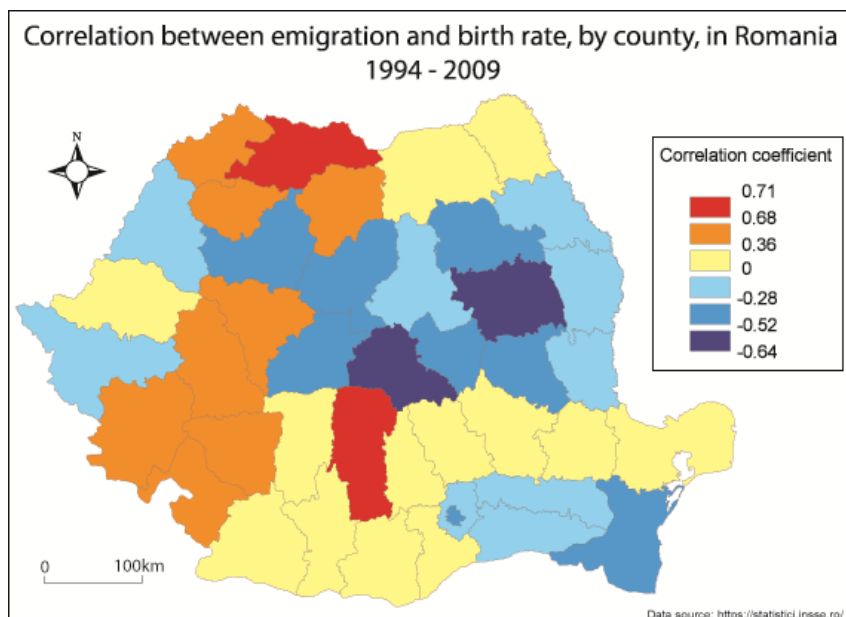 Correlation between emigration and birth rate, by county, in Romania
1994 - 2009
N
Correlation coefficient
0.71
0.68
0.36
0
-0.28
-0.52
-0.64
0 100km
Data source: https://statistici.insse.ro/